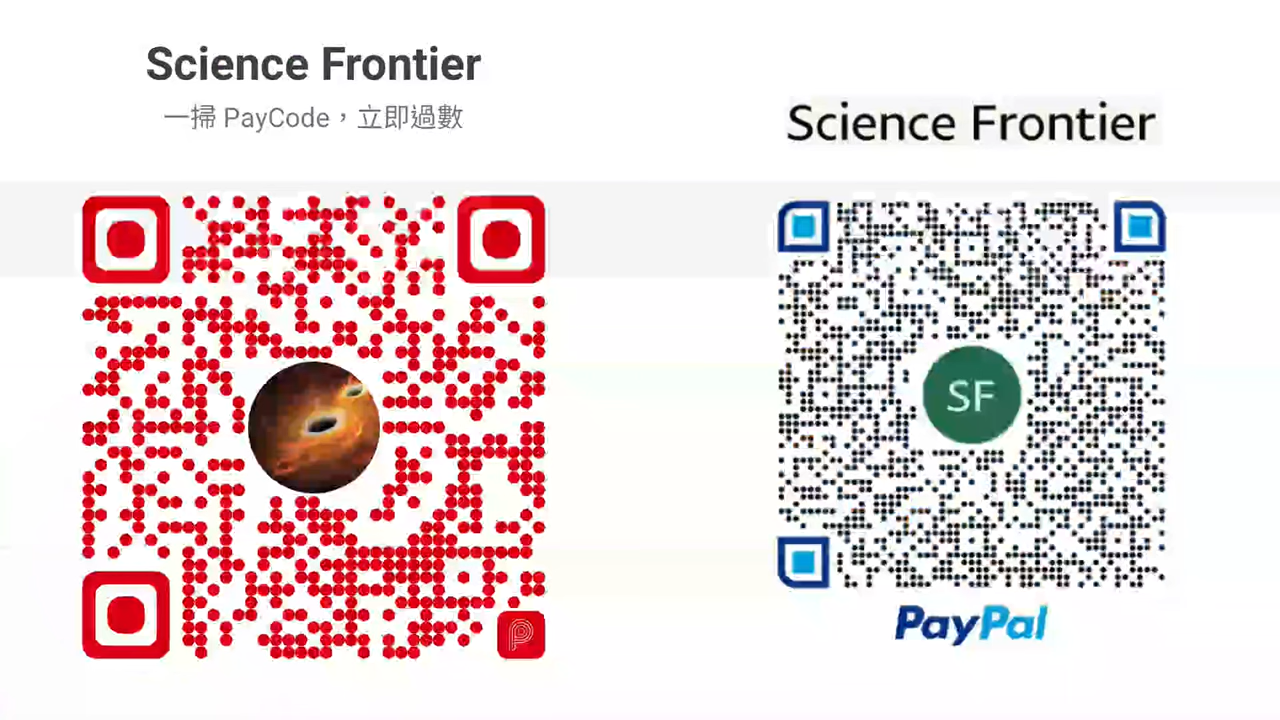 Science Frontier
一掃 PayCode，立即過數
Science Frontier
SF
PayPal